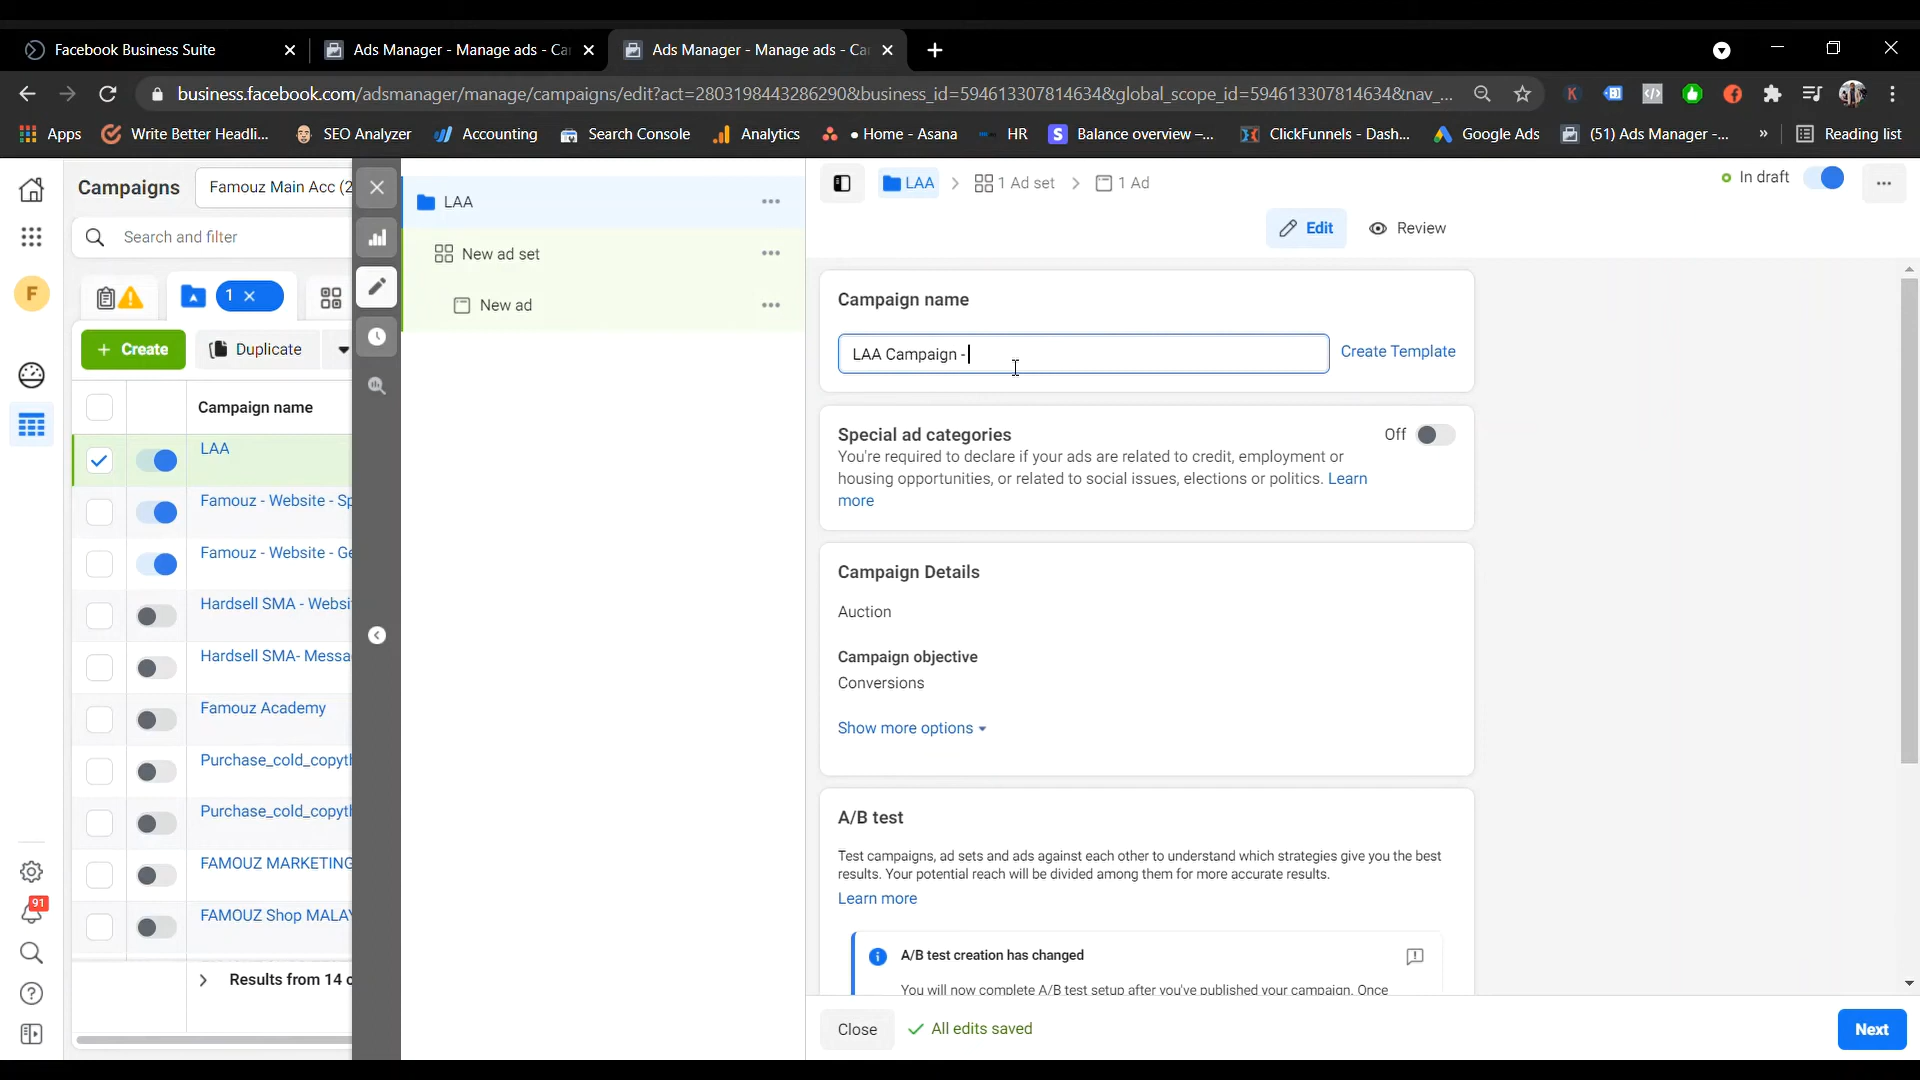 Facebook Business Suite
Ads Manager - Manage ads - Ca
Ads Manager - Manage ads - Ca
business.facebook.com/adsmanager/manage/campaigns/edit?act=2803198443286290&business_id=594613307814634&global_scope_id=594613307814634&nav_...
Apps
Write Better Headli...
SEO Analyzer
Accounting
Search Console
Analytics
• Home - Asana
HR
S
Balance overview –...
ClickFunnels - Dash...
Google Ads
(51) Ads Manager -...
»
Reading list
Campaigns
Famouz Main Acc (2
Search and filter
F
1
+ Create
Duplicate
Campaign name
LAA
Famouz - Website - Sp
Famouz - Website - Ge
Hardsell SMA - Websi
Hardsell SMA- Messa
Famouz Academy
Purchase_cold_copyth
Purchase_cold_copyth
FAMOUZ MARKETING
FAMOUZ Shop MALAY
Results from 14 c
91
LAA
New ad set
New ad
LAA
1 Ad set
1 Ad
In draft
Edit
Review
Campaign name
LAA Campaign -
Create Template
Special ad categories
Off
You're required to declare if your ads are related to credit, employment or
housing opportunities, or related to social issues, elections or politics. Learn
more
Campaign Details
Auction
Campaign objective
Conversions
Show more options
A/B test
Test campaigns, ad sets and ads against each other to understand which strategies give you the best
results. Your potential reach will be divided among them for more accurate results.
Learn more
A/B test creation has changed
You will now complete A/B test setup after you've published your campaign. Once
Close
All edits saved
Next